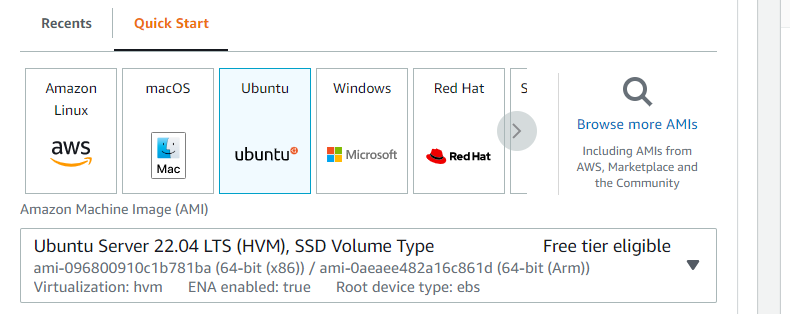 Recents
Quick Start
Amazon
Linux
aws
macOS
Mac
Ubuntu
ubuntu
Windows
Microsoft
Red Hat
Red Hat
S
Browse more AMIs
Including AMIs from
AWS, Marketplace and
the Community
Amazon Machine Image (AMI)
Ubuntu Server 22.04 LTS (HVM), SSD Volume Type
Free tier eligible
ami-096800910c1b781ba (64-bit (x86)) / ami-0aeaee482a16c861d (64-bit (Arm))
Virtualization: hvm ENA enabled: true Root device type: ebs